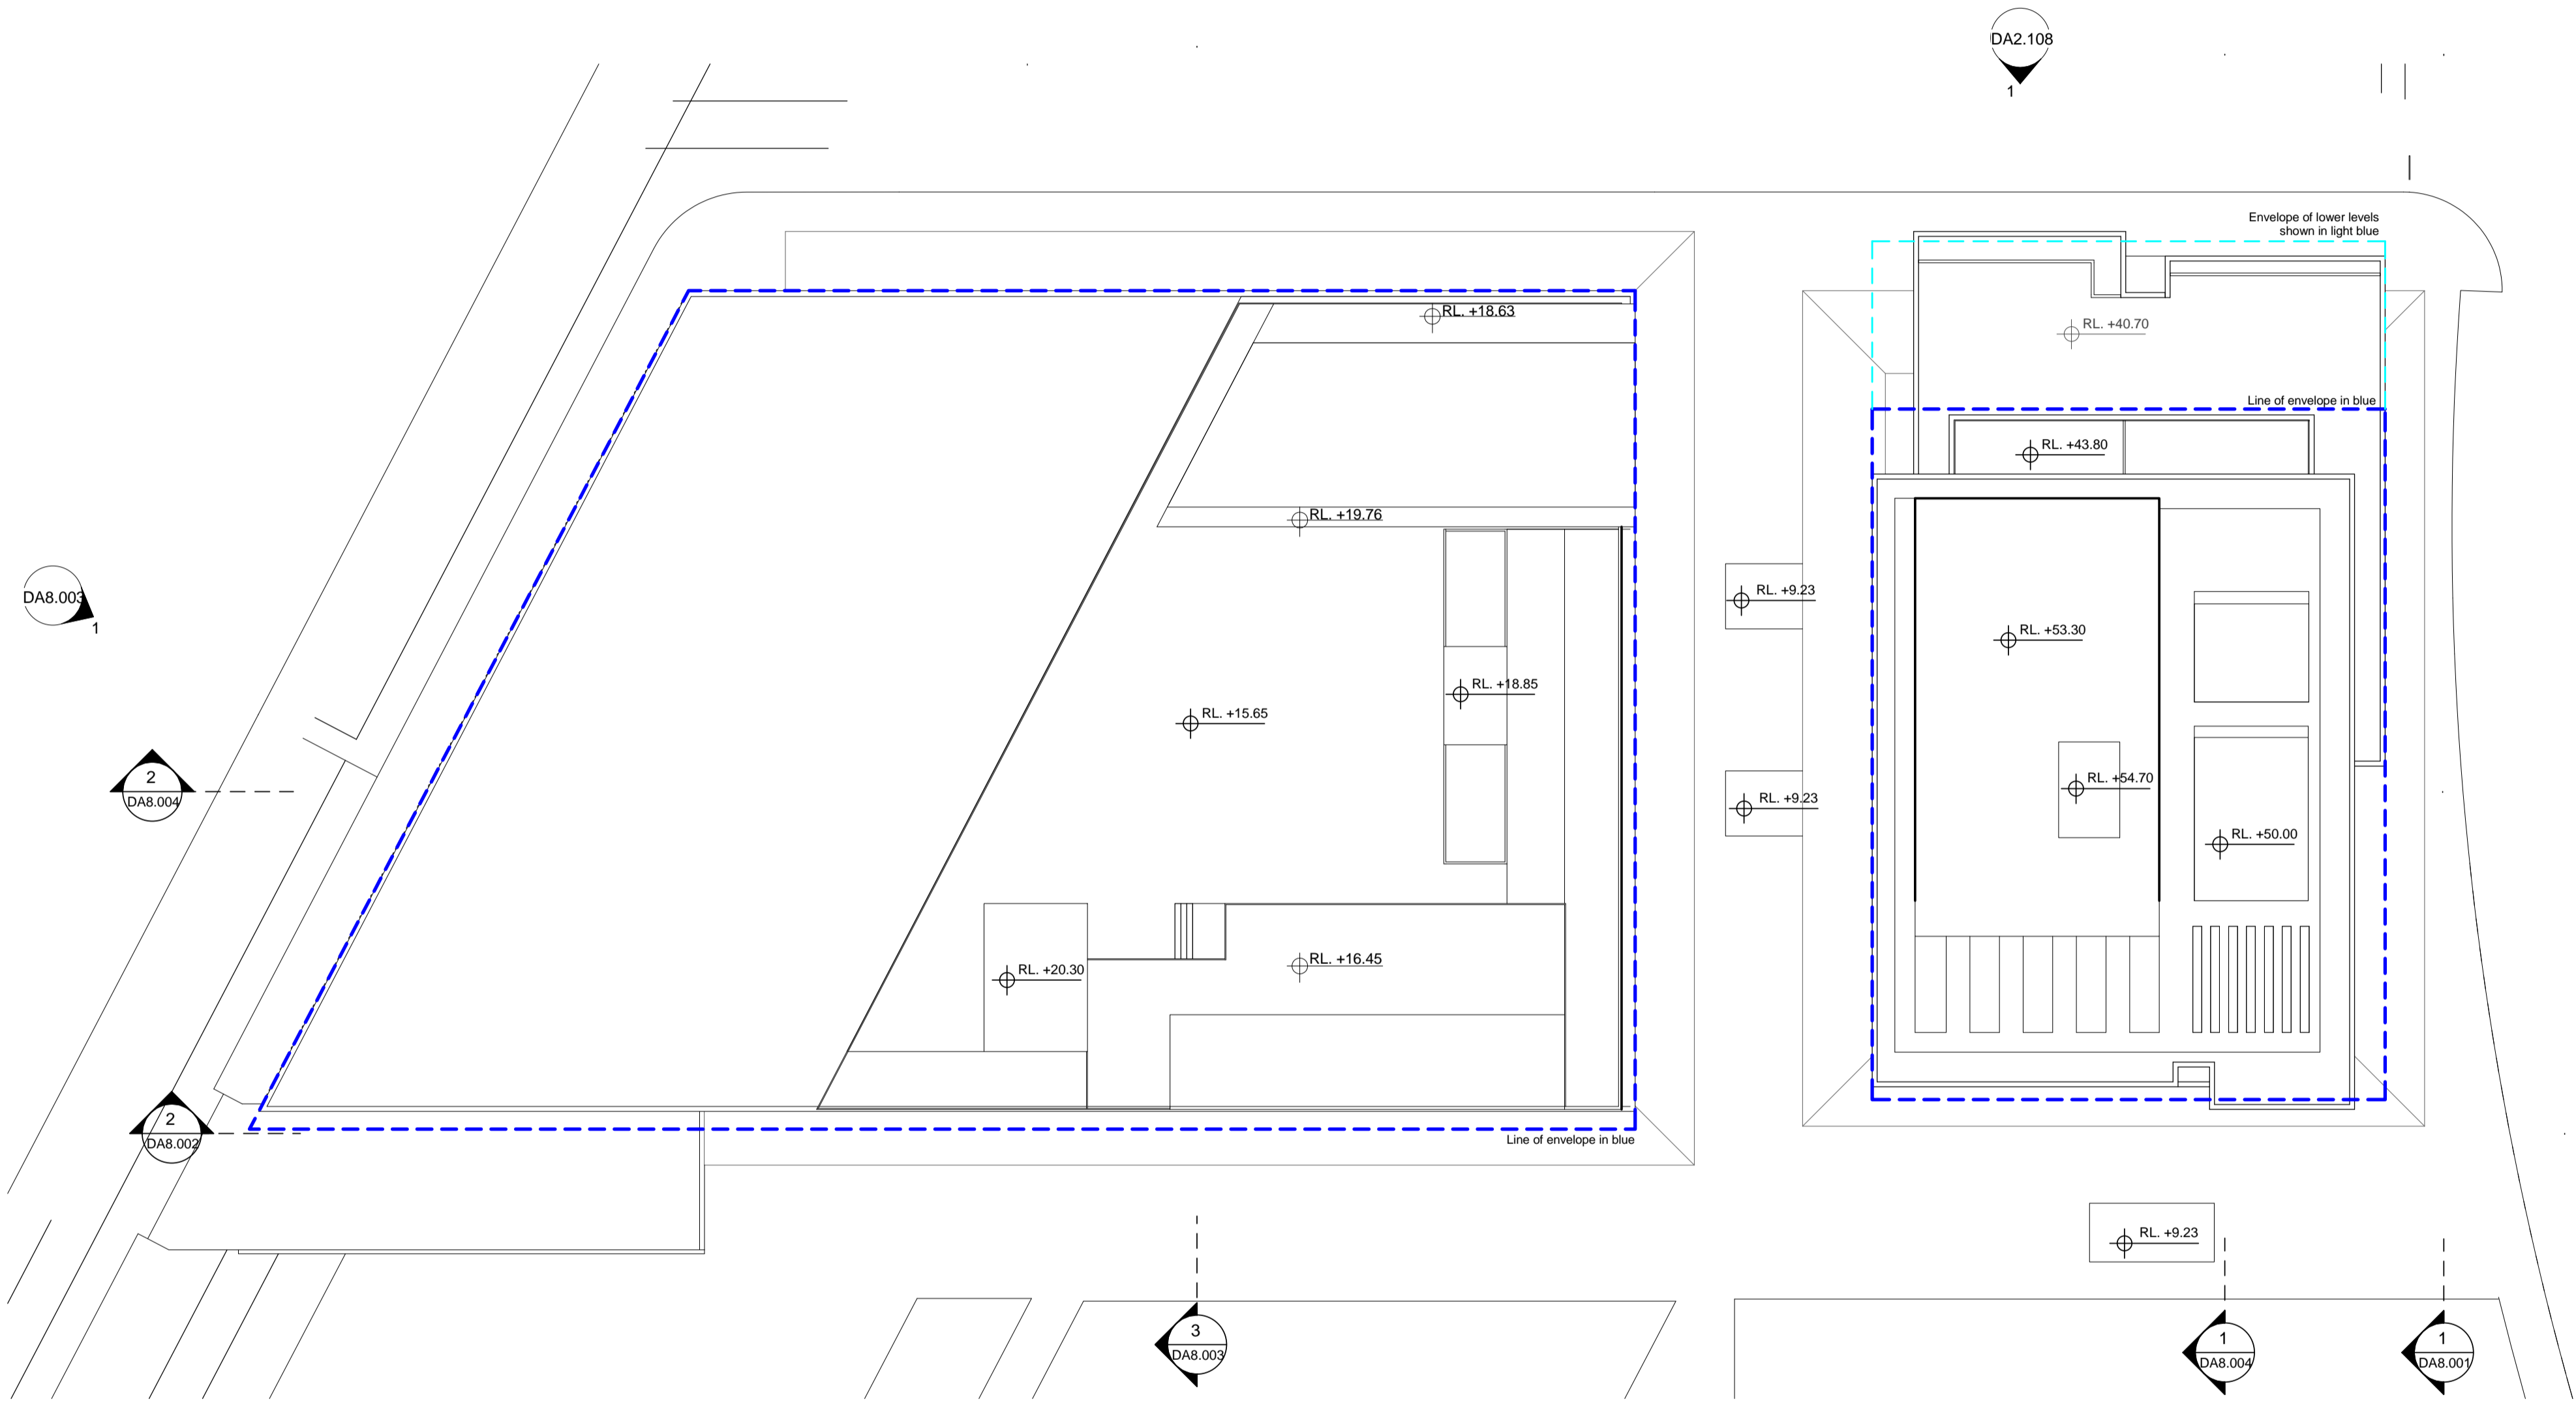 DA2.108
1
Envelope of lower levels
shown in light blue
RL. +18.63
RL. +40.70
Line of envelope in blue
RL. +43.80
RL. +19.76
DA8.003
1
RL. +9.23
RL. +53.30
RL. +18.85
RL. +15.65
2
DA8.004
RL. +54.70
RL. +9.23
RL. +50.00
RL. +16.45
RL. +20.30
2
DA8.002
Line of envelope in blue
RL. +9.23
3
DA8.003
1
DA8.004
1
DA8.001